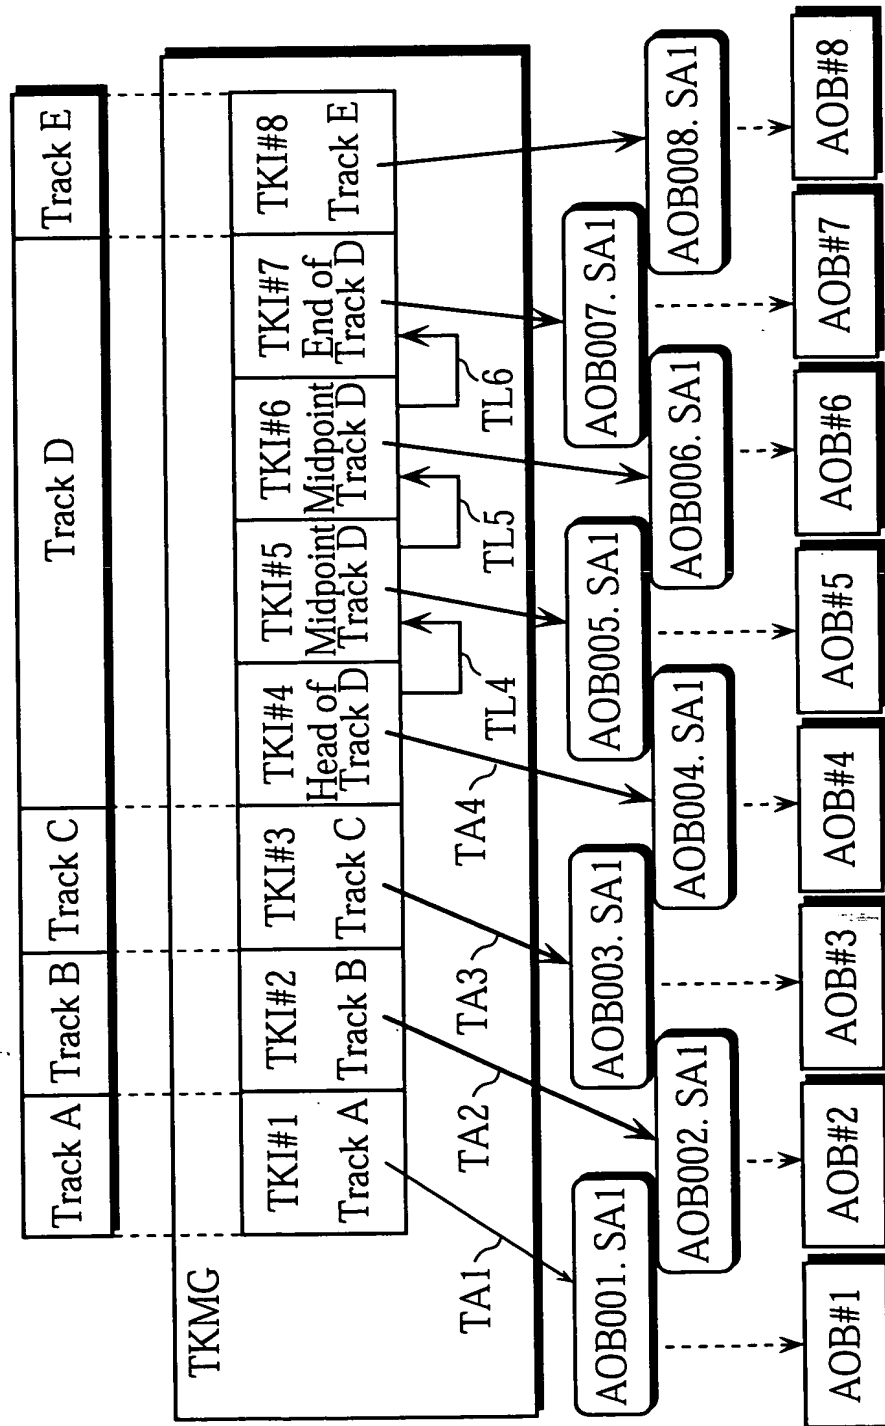 Track A
Track B
Track C
Track D
Track E
TKMG
TKI#1
Track A
TKI#2
Track B
TKI#3
Track C
TKI#4
Head of
Track D
TKI#5
Midpoint
Track D
TKI#6
Midpoint
Track D
TKI#7
End of
Track D
TKI#8
Track E
TL4
TL5
TL6
TA1
TA2
TA3
TA4
AOB001. SA1
AOB002. SA1
AOB003. SA1
AOB004. SA1
AOB005. SA1
AOB006. SA1
AOB007. SA1
AOB008. SA1
AOB#1
AOB#2
AOB#3
AOB#4
AOB#5
AOB#6
AOB#7
AOB#8